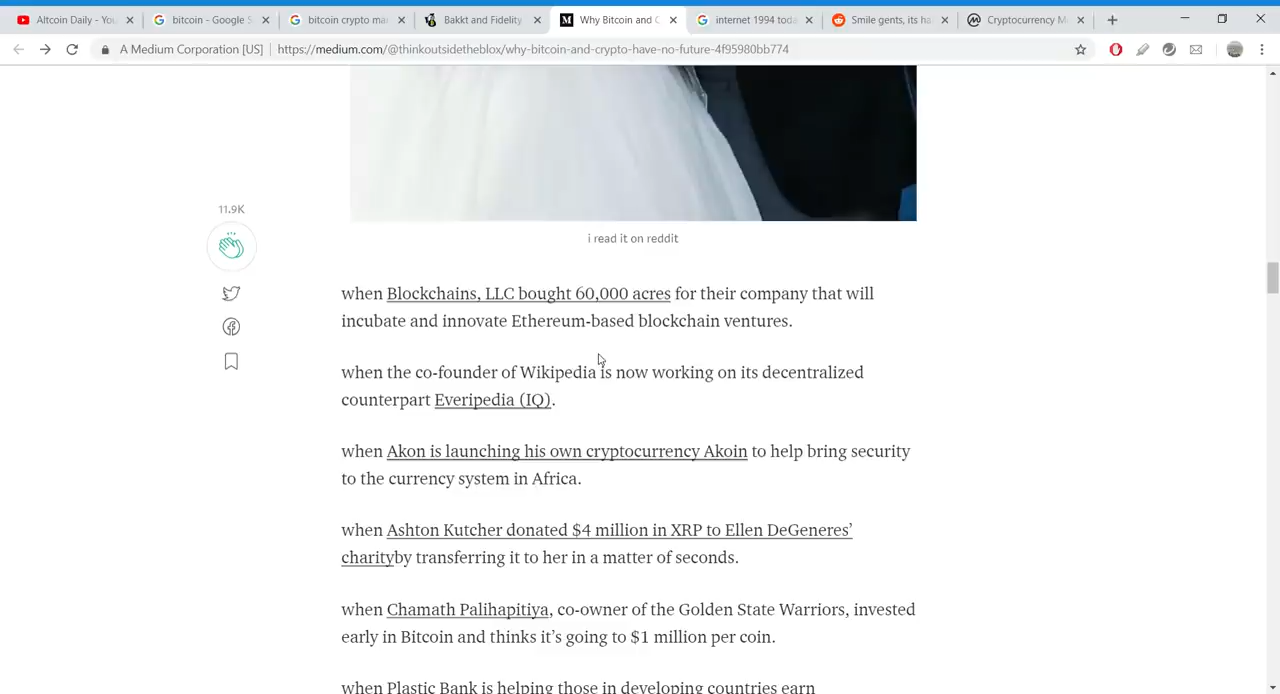 Altcoin Daily - You
bitcoin - Google S
bitcoin crypto ma
Bakkt and Fidelity
Why Bitcoin and C
internet 1994 toda
Smile gents, its ha
Cryptocurrency M
A Medium Corporation [US] | https://medium.com/@thinkoutsidetheblox/why-bitcoin-and-crypto-have-no-future-4f95980bb774
11.9K
i read it on reddit
when Blockchains, LLC bought 60,000 acres for their company that will
incubate and innovate Ethereum-based blockchain ventures.
when the co-founder of Wikipedia is now working on its decentralized
counterpart Everipedia (IQ).
when Akon is launching his own cryptocurrency Akoin to help bring security
to the currency system in Africa.
when Ashton Kutcher donated $4 million in XRP to Ellen DeGeneres’
charityby transferring it to her in a matter of seconds.
when Chamath Palihapitiya, co-owner of the Golden State Warriors, invested
early in Bitcoin and thinks it’s going to $1 million per coin.
when Plastic Bank is helping those in developing countries earn